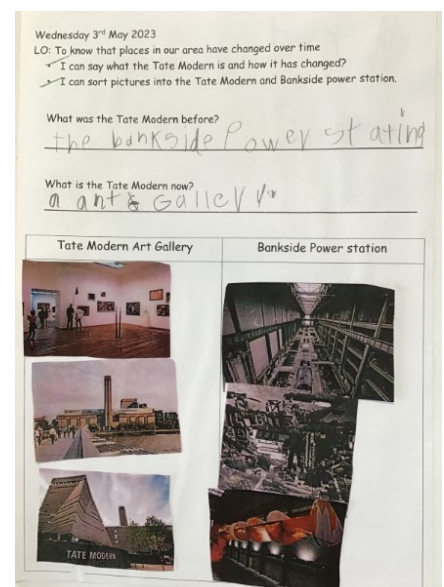 Wednesday 3rd May 2023
LO: To know that places in our area have changed over time
I can say what the Tate Modern is and how it has changed?
I can sort pictures into the Tate Modern and Bankside power station.
What was the Tate Modern before?
the bankside Power stating
What is the Tate Modern now?
a Gallery
Tate Modern Art Gallery
Bankside Power station
TATE MODERN